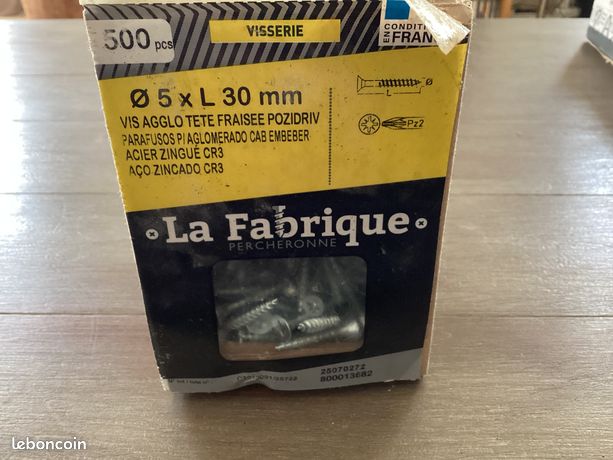 500 pcs
VISSERIE
CONDITI
EN FRAN
Ø 5 x L 30 mm
VIS AGGLO TETE FRAISEE POZIDRIV
PARAFUSOS P/ AGLOMERADO CAB EMBEBER
ACIER ZINGUÉ CR3
AÇO ZINCADO CR3
L
Ø
Pz2
La Fabrique
PERCHERONNE
25070272
800013682
leboncoin